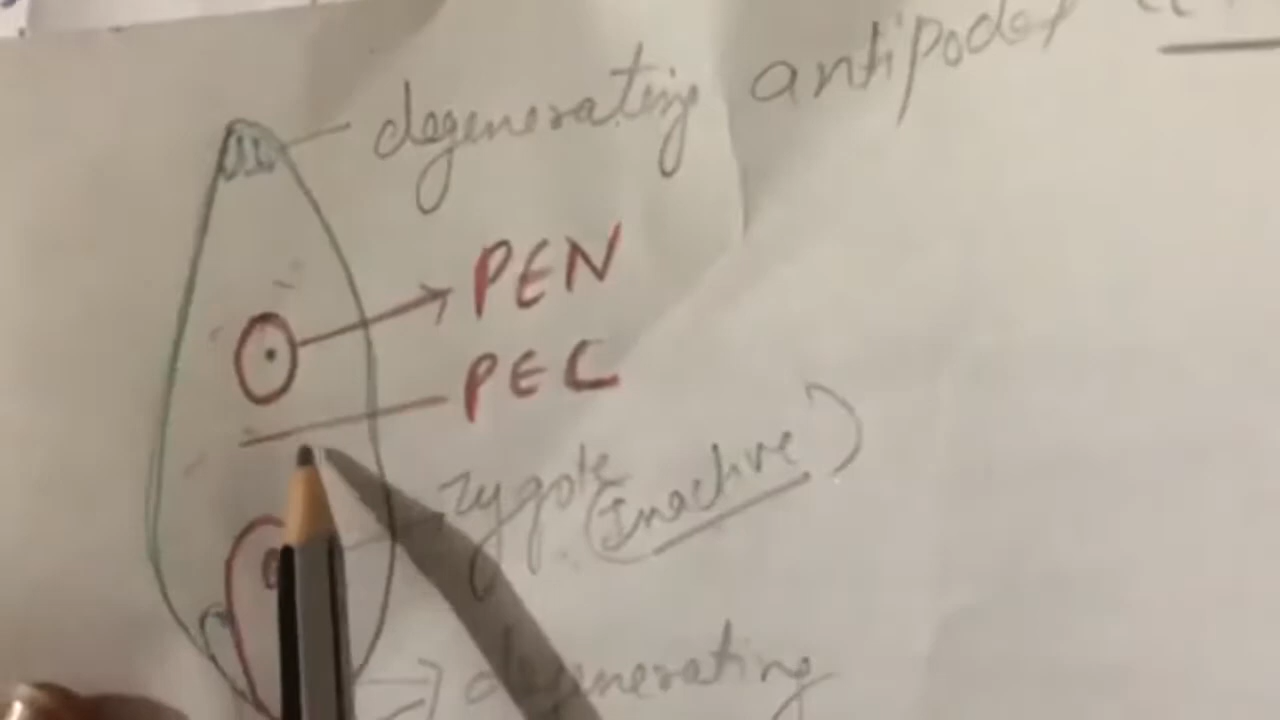 degenerating antipodal
PEN
PEC
zygote
(Inactive)
degenerating